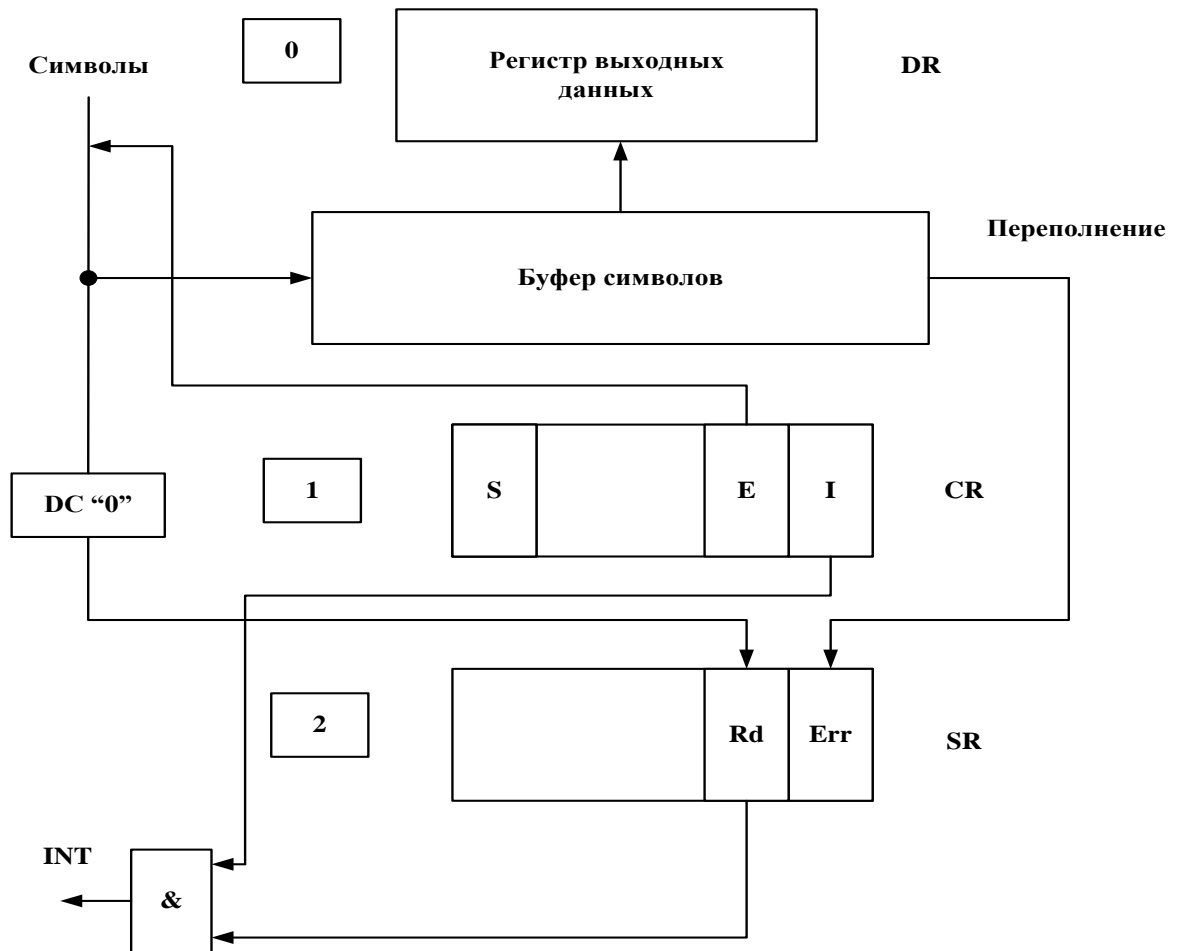 0
Регистр выходных
данных
DR
Символы
Переполнение
Буфер символов
DC “0”
1
S
E
I
CR
2
Rd
Err
SR
INT
&